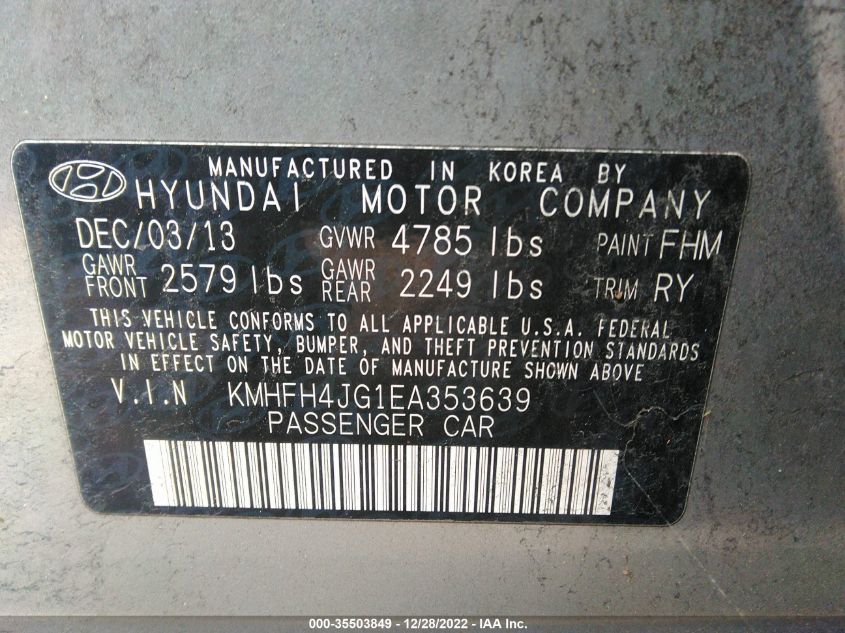 MANUFACTURED IN KOREA BY
HYUNDAI MOTOR COMPANY
DEC/03/13 GVWR 4785 lbs PAINT FHM
GAWR FRONT 2579 lbs GAWR REAR 2249 lbs TRIM RY
THIS VEHICLE CONFORMS TO ALL APPLICABLE U.S.A. FEDERAL
MOTOR VEHICLE SAFETY, BUMPER, AND THEFT PREVENTION STANDARDS
IN EFFECT ON THE DATE OF MANUFACTURE SHOWN ABOVE.
V.I.N KMHFH4JG1EA353639
PASSENGER CAR
000-35503849 - 12/28/2022 - IAA Inc.